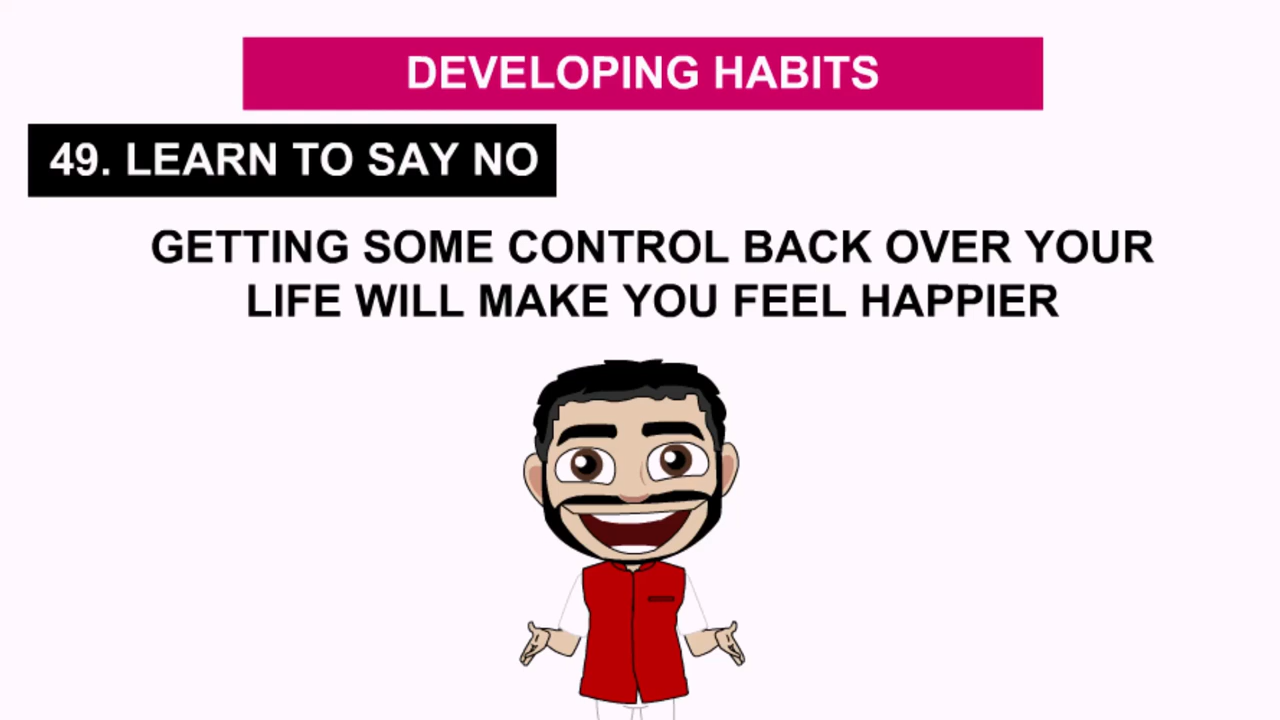 DEVELOPING HABITS
49. LEARN TO SAY NO
GETTING SOME CONTROL BACK OVER YOUR
LIFE WILL MAKE YOU FEEL HAPPIER